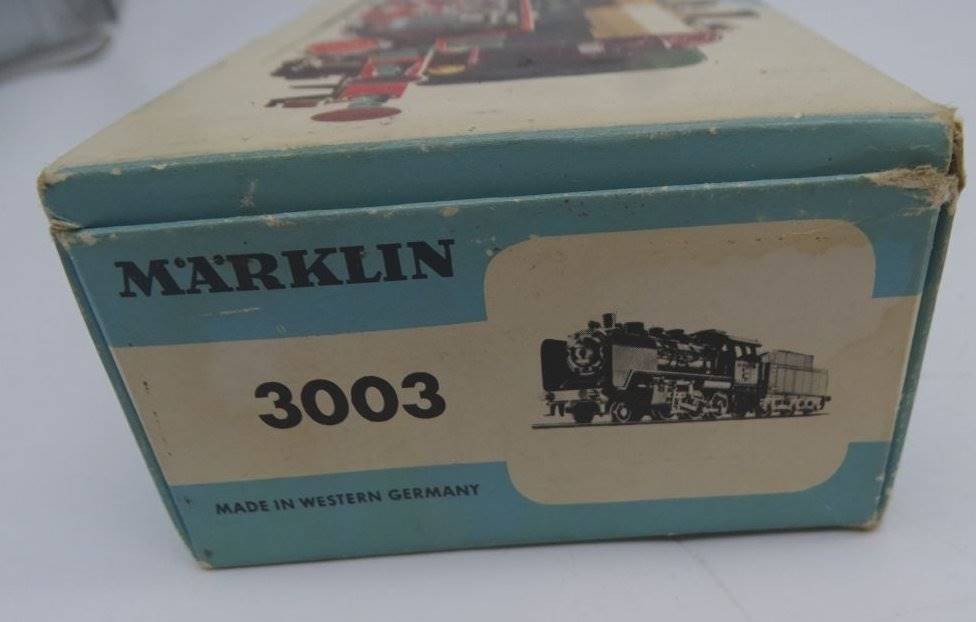 MÄRKLIN
3003
MADE IN WESTERN GERMANY